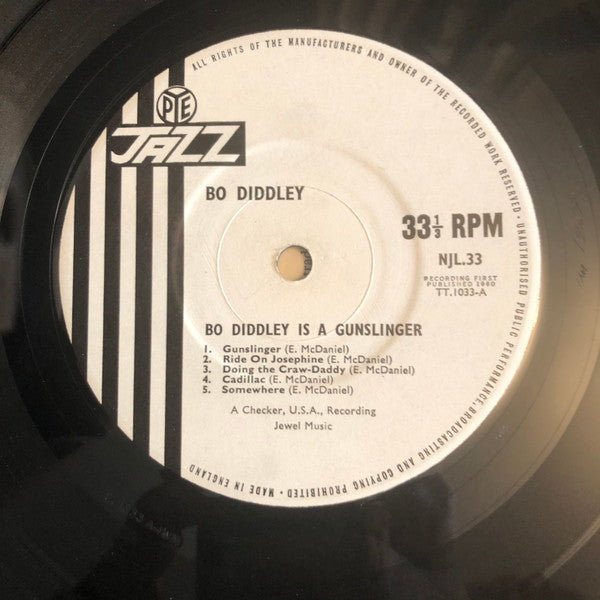 ALL RIGHTS OF THE MANUFACTURERS AND OWNER OF THE RECORDED WORK RESERVED · UNAUTHORISED PUBLIC PERFORMANCE, BROADCASTING AND COPYING PROHIBITED · MADE IN ENGLAND
PYE
JAZZ
BO DIDDLEY
33⅓ RPM
NJL.33
RECORDING FIRST
PUBLISHED 1960
TT.1033-A
BO DIDDLEY IS A GUNSLINGER
1. Gunslinger (E. McDaniel)
2. Ride On Josephine (E. McDaniel)
3. Doing the Craw-Daddy (E. McDaniel)
4. Cadillac (E. McDaniel)
5. Somewhere (E. McDaniel)
A Checker, U.S.A., Recording
Jewel Music